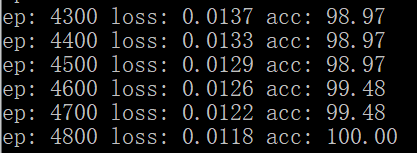 ep: 4300 loss: 0.0137 acc: 98.97
ep: 4400 loss: 0.0133 acc: 98.97
ep: 4500 loss: 0.0129 acc: 98.97
ep: 4600 loss: 0.0126 acc: 99.48
ep: 4700 loss: 0.0122 acc: 99.48
ep: 4800 loss: 0.0118 acc: 100.00